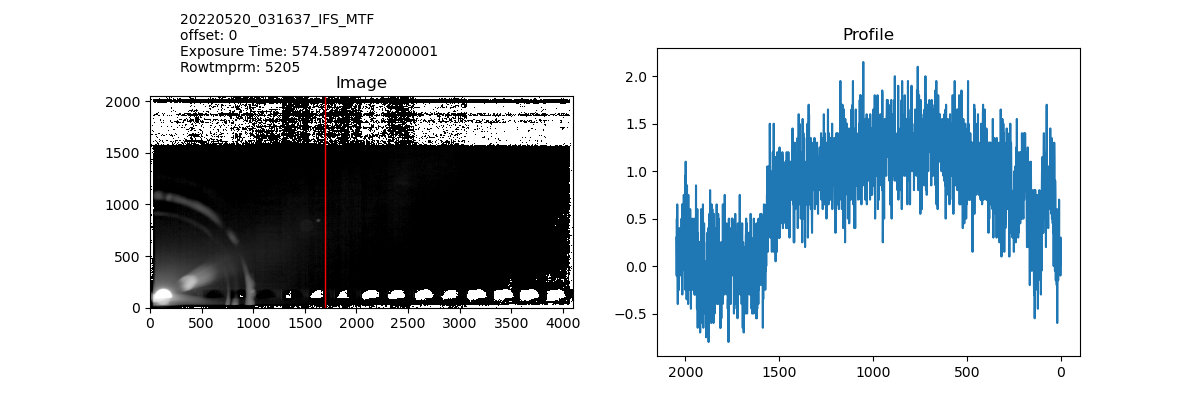 20220520_031637_IFS_MTF
offset: 0
Exposure Time: 574.5897472000001
Rowtmprm: 5205
Image
2000
1500
1000
500
0
0 500 1000 1500 2000 2500 3000 3500 4000
Profile
2.0
1.5
1.0
0.5
0.0
−0.5
2000 1500 1000 500 0